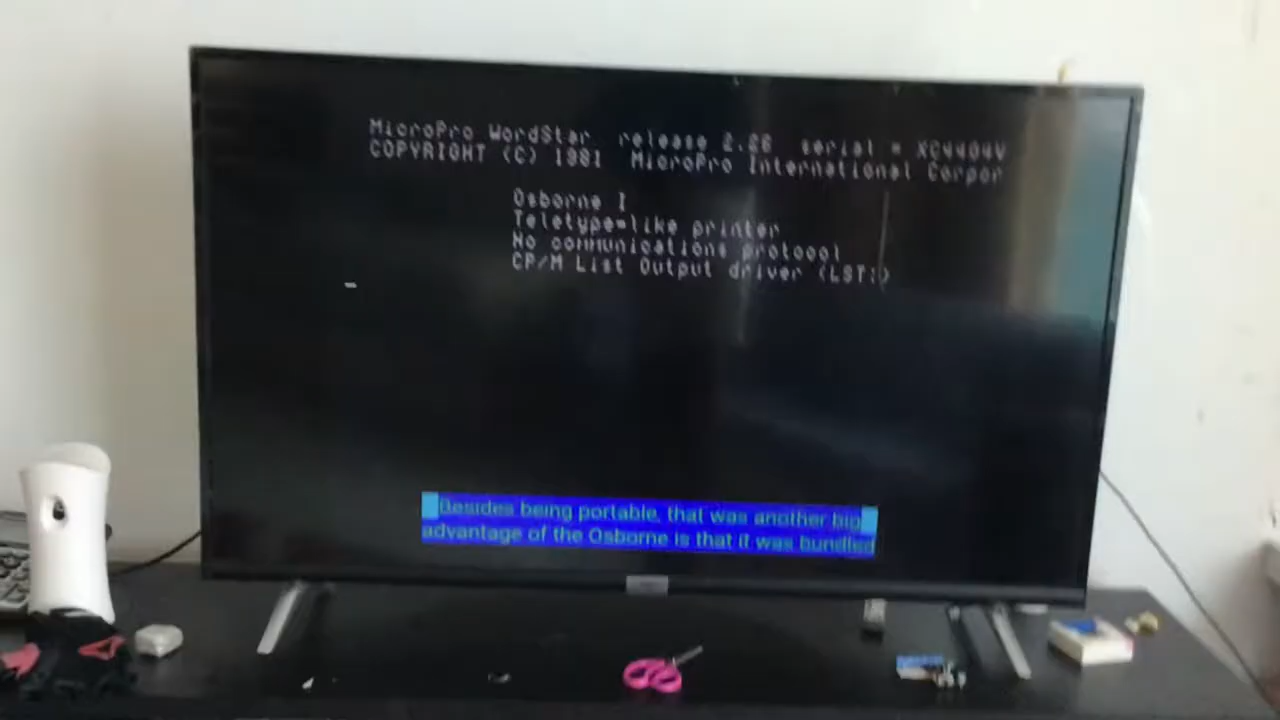 MicroPro WordStar release 2.26 serial = XC4404V
COPYRIGHT (C) 1981 MicroPro International Corpor
Osborne I
Teletype-like printer
No communications protocol
CP/M List Output driver (LST:)
Besides being portable, that was another big
advantage of the Osborne is that it was bundled